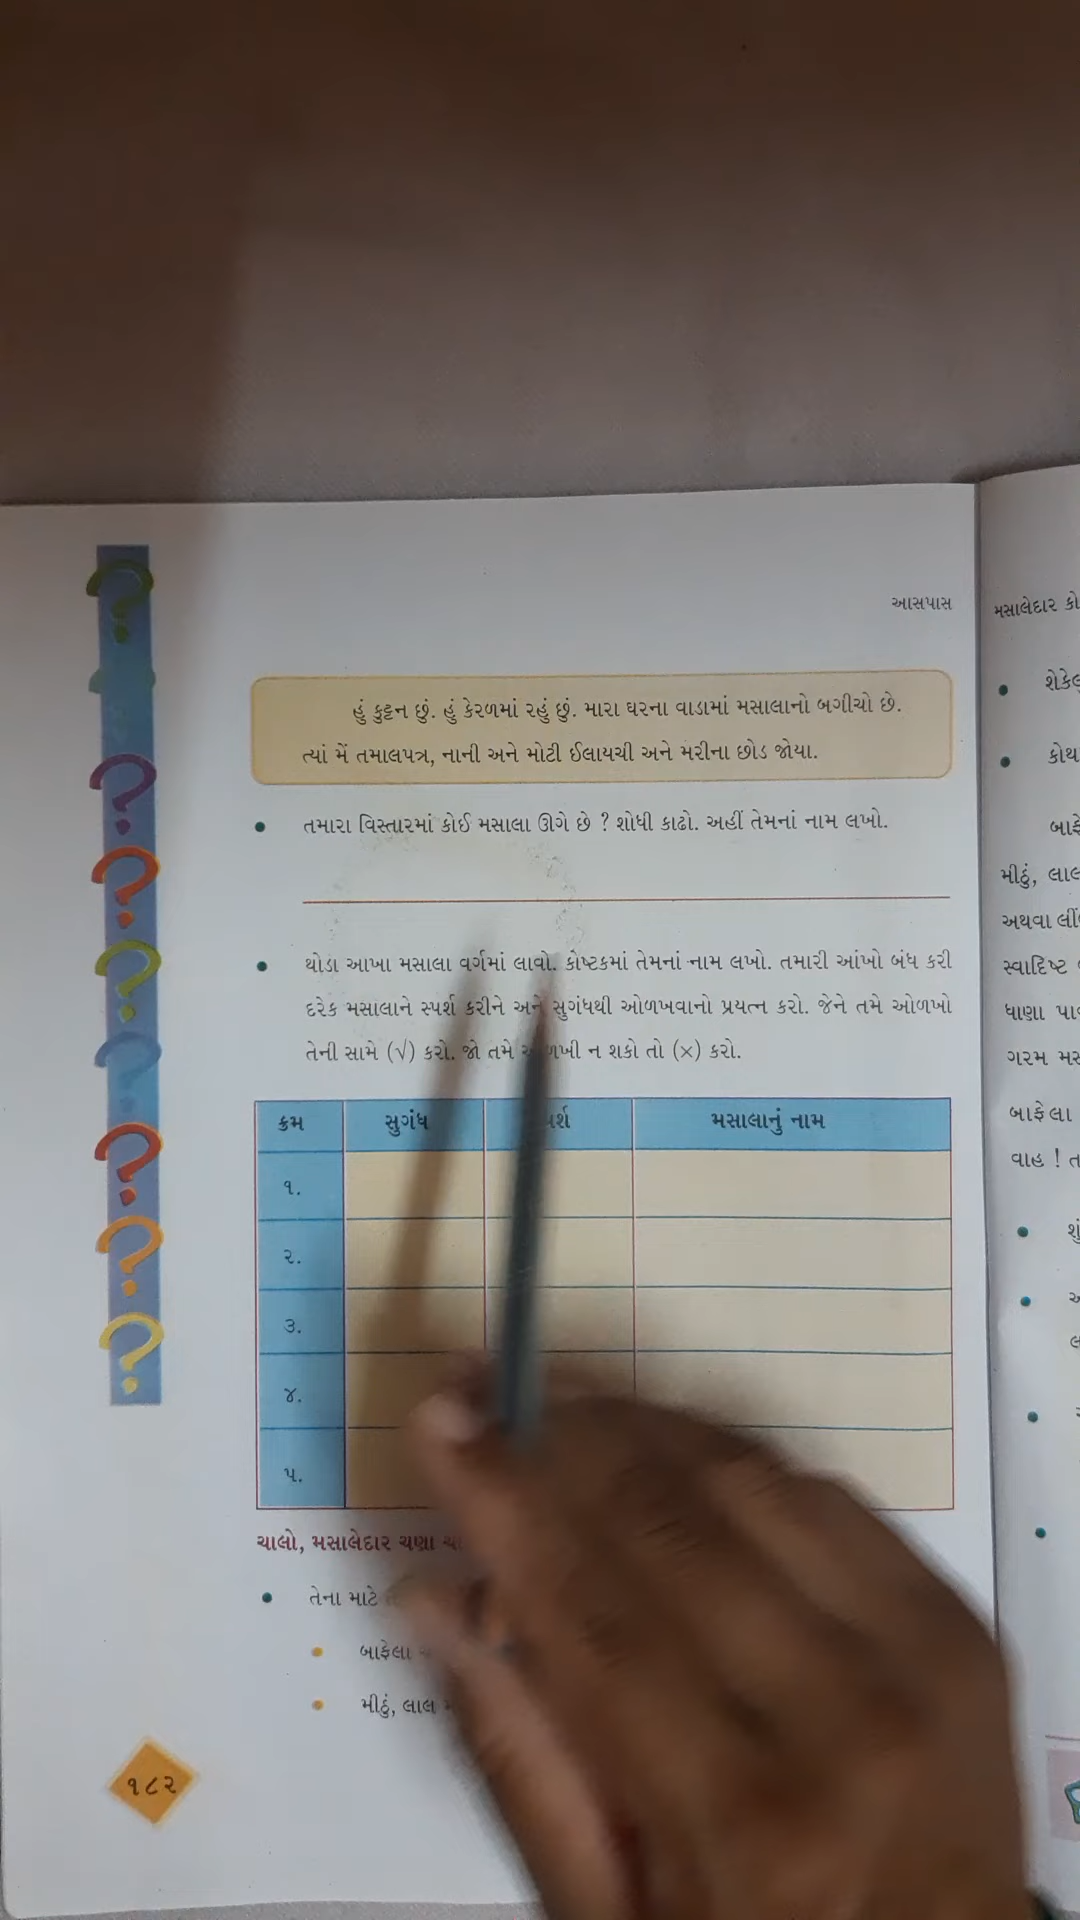 આસપાસ
હું કુટ્ટન છું. હું કેરળમાં રહું છું. મારા ઘરના વાડામાં મસાલાનો બગીચો છે.
ત્યાં મેં તમાલપત્ર, નાની અને મોટી ઈલાયચી અને મરીના છોડ જોયા.
• તમારા વિસ્તારમાં કોઈ મસાલા ઊગે છે ? શોધી કાઢો. અહીં તેમનાં નામ લખો.
• થોડા આખા મસાલા વર્ગમાં લાવો. કોષ્ટકમાં તેમનાં નામ લખો. તમારી આંખો બંધ કરી
દરેક મસાલાને સ્પર્શ કરીને અને સુગંધથી ઓળખવાનો પ્રયત્ન કરો. જેને તમે ઓળખો
તેની સામે (√) કરો. જો તમે ન શકો તો (×) કરો.
ક્રમ સુગંધ મસાલાનું નામ
૧.
૨.
૩.
૪.
૫.
ચાલો, મસાલેદાર ચણા
• તેના માટે
• બાફેલા
• મીઠું, લાલ
૧૮૨
મસાલેદાર
•
• 
મીઠું,
અથવા
સ્વાદિષ્ટ
ધાણા
ગરમ
બાફેલા
વાહ !